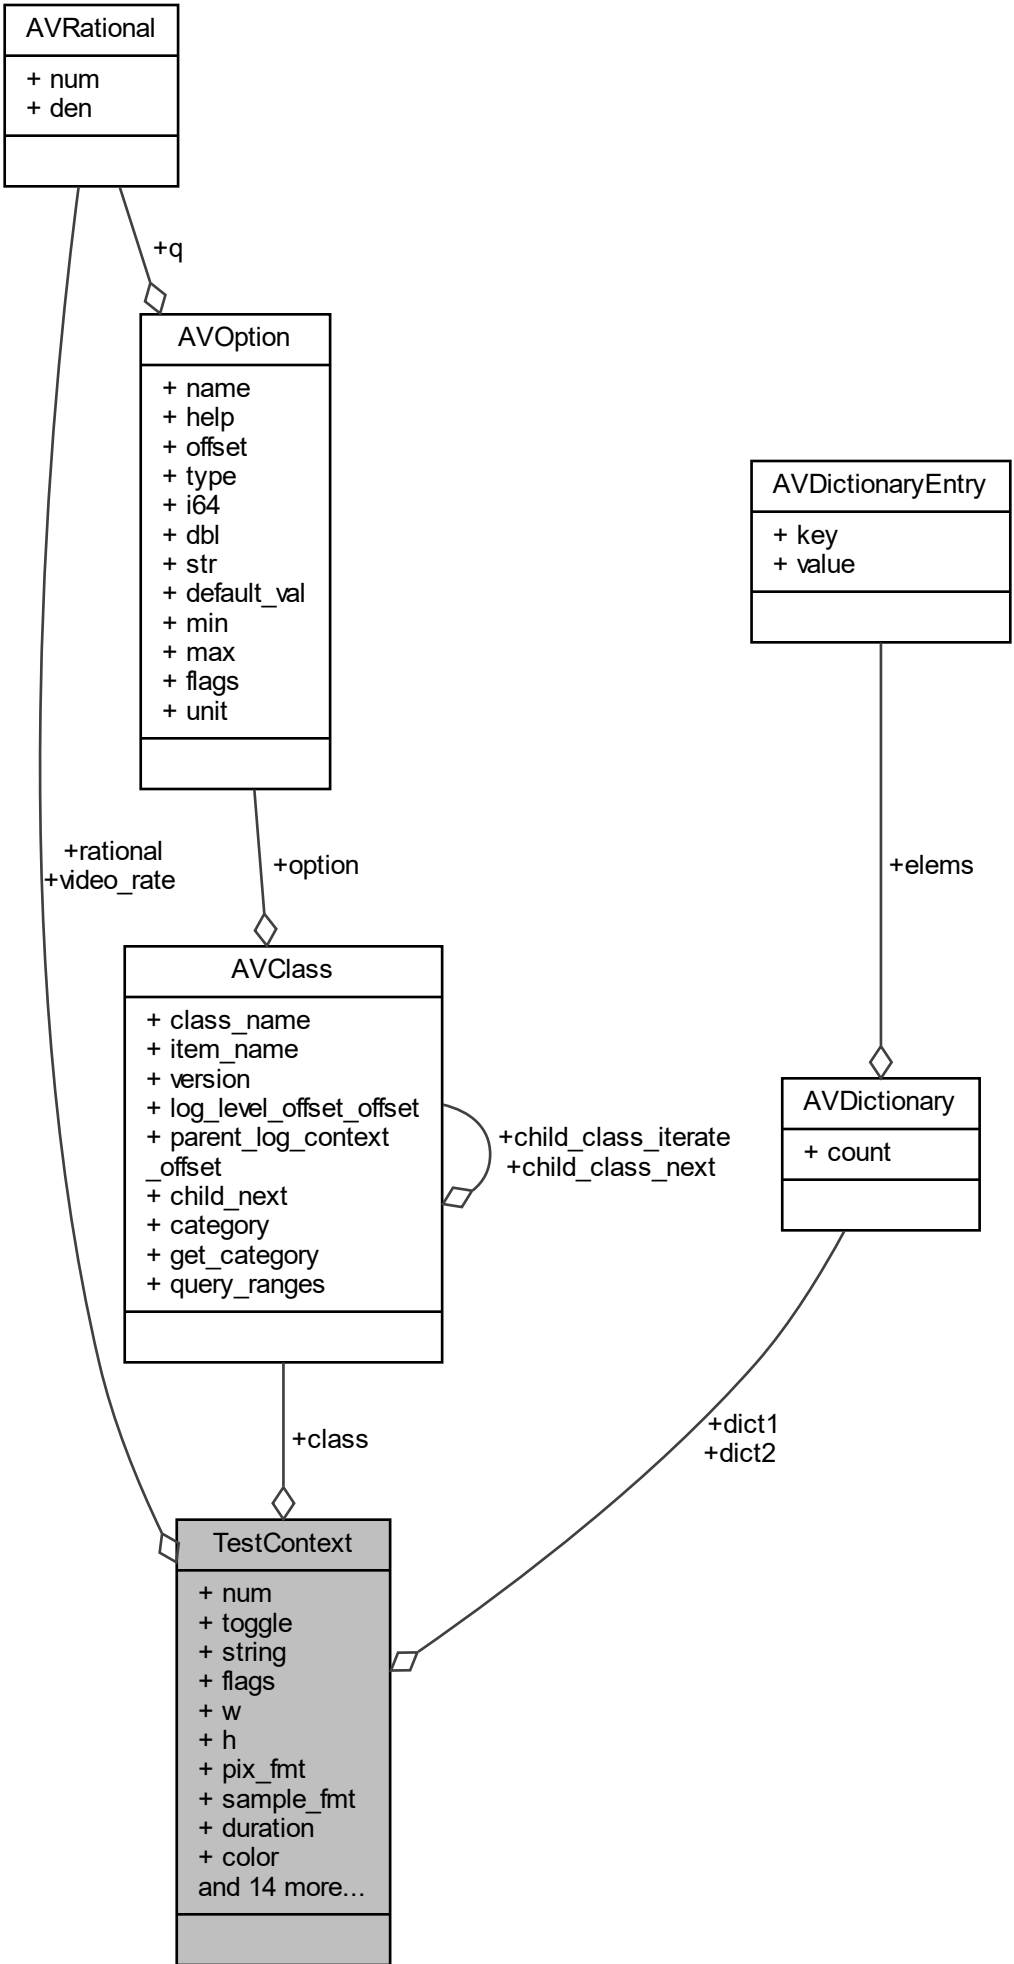 AVRational
+ num
+ den
+q
AVOption
+ name
+ help
+ offset
+ type
+ i64
+ dbl
+ str
+ default_val
+ min
+ max
+ flags
+ unit
AVDictionaryEntry
+ key
+ value
+rational
+video_rate
+option
+elems
AVClass
+ class_name
+ item_name
+ version
+ log_level_offset_offset
+ parent_log_context
_offset
+ child_next
+ category
+ get_category
+ query_ranges
+child_class_iterate
+child_class_next
AVDictionary
+ count
+class
+dict1
+dict2
TestContext
+ num
+ toggle
+ string
+ flags
+ w
+ h
+ pix_fmt
+ sample_fmt
+ duration
+ color
and 14 more...